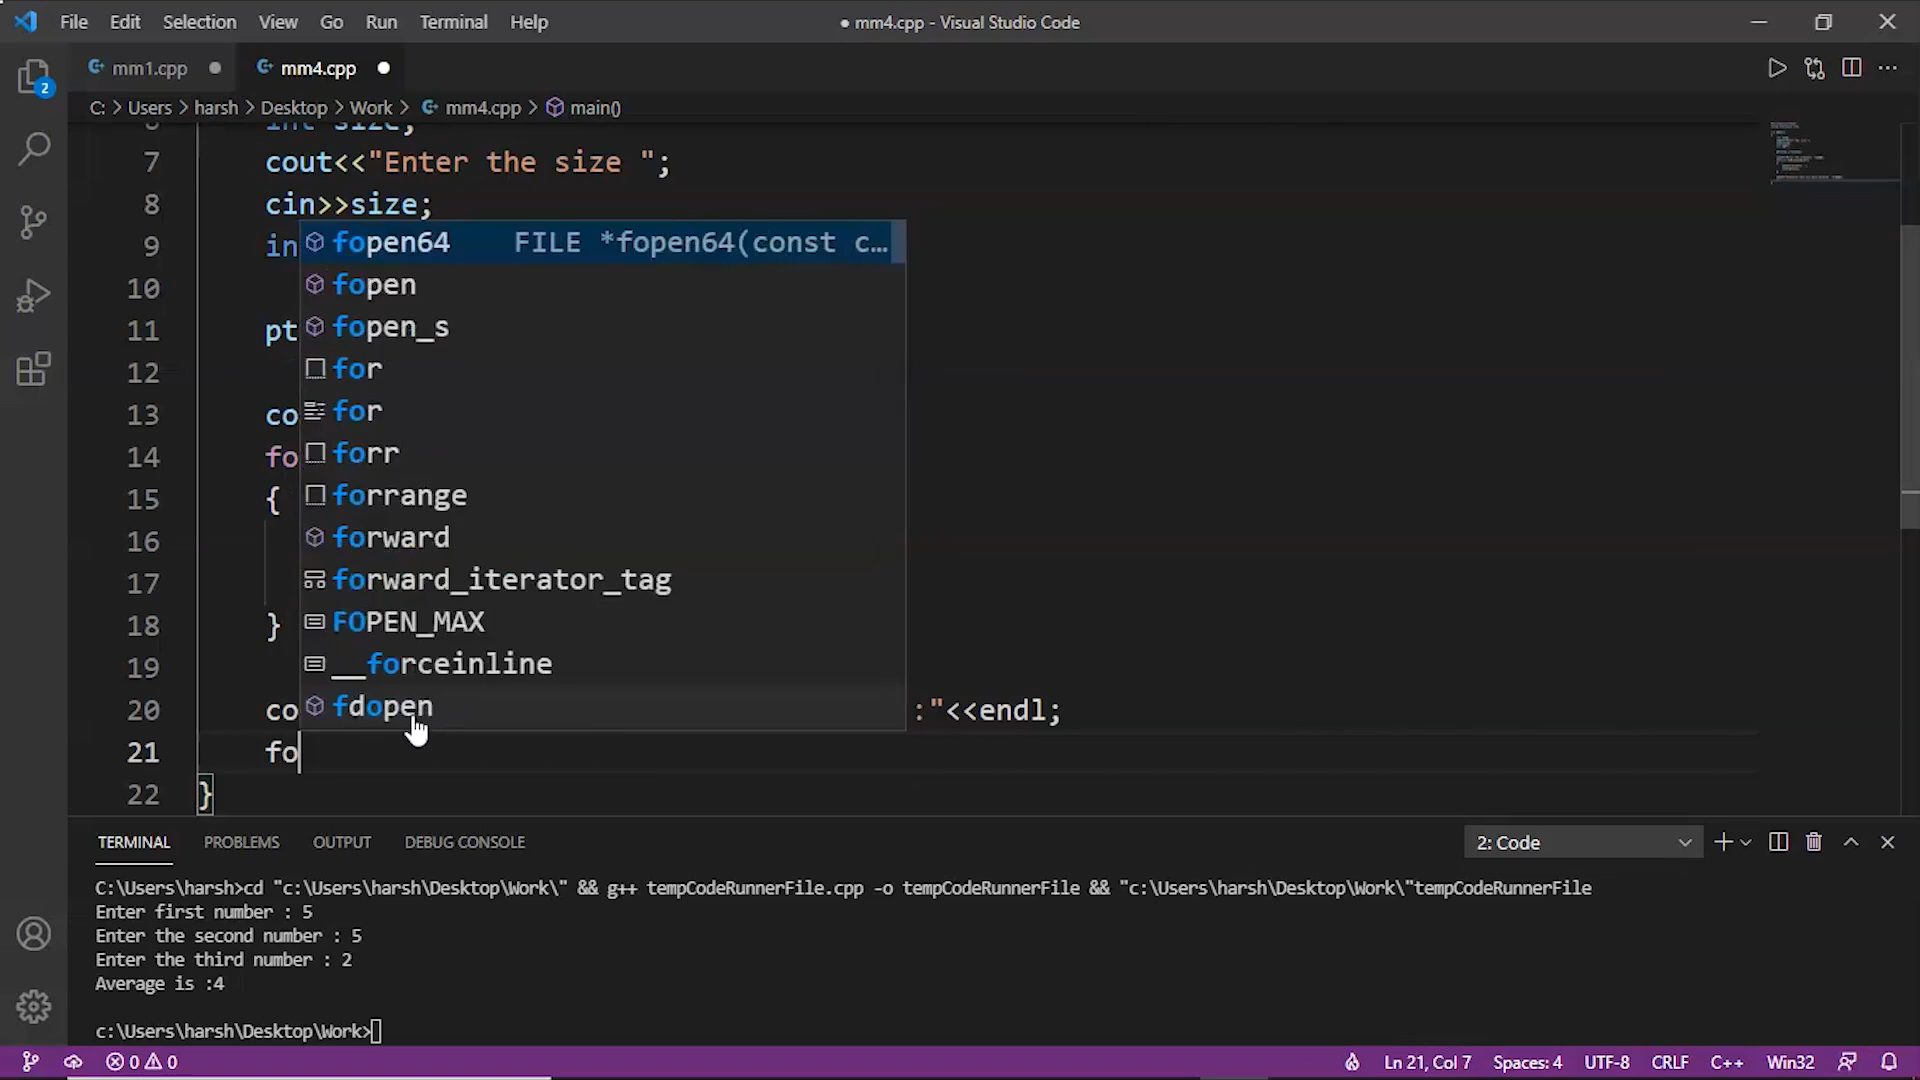 File Edit Selection View Go Run Terminal Help ● mm4.cpp - Visual Studio Code
mm1.cpp mm4.cpp
C: > Users > harsh > Desktop > Work > mm4.cpp > main()
int size;
7 cout<<"Enter the size ";
8 cin>>size;
9 in
10
11 pt
12
13 co
14 fo
15 {
16
17
18 }
19
20 co :"<<endl;
21 fo
22 }
fopen64 FILE *fopen64(const c…
fopen
fopen_s
for
for
forr
forrange
forward
forward_iterator_tag
FOPEN_MAX
__forceinline
fdopen
2
TERMINAL PROBLEMS OUTPUT DEBUG CONSOLE 2: Code
C:\Users\harsh>cd "c:\Users\harsh\Desktop\Work\" && g++ tempCodeRunnerFile.cpp -o tempCodeRunnerFile && "c:\Users\harsh\Desktop\Work\"tempCodeRunnerFile
Enter first number : 5
Enter the second number : 5
Enter the third number : 2
Average is :4
c:\Users\harsh\Desktop\Work>
0 0 Ln 21, Col 7 Spaces: 4 UTF-8 CRLF C++ Win32